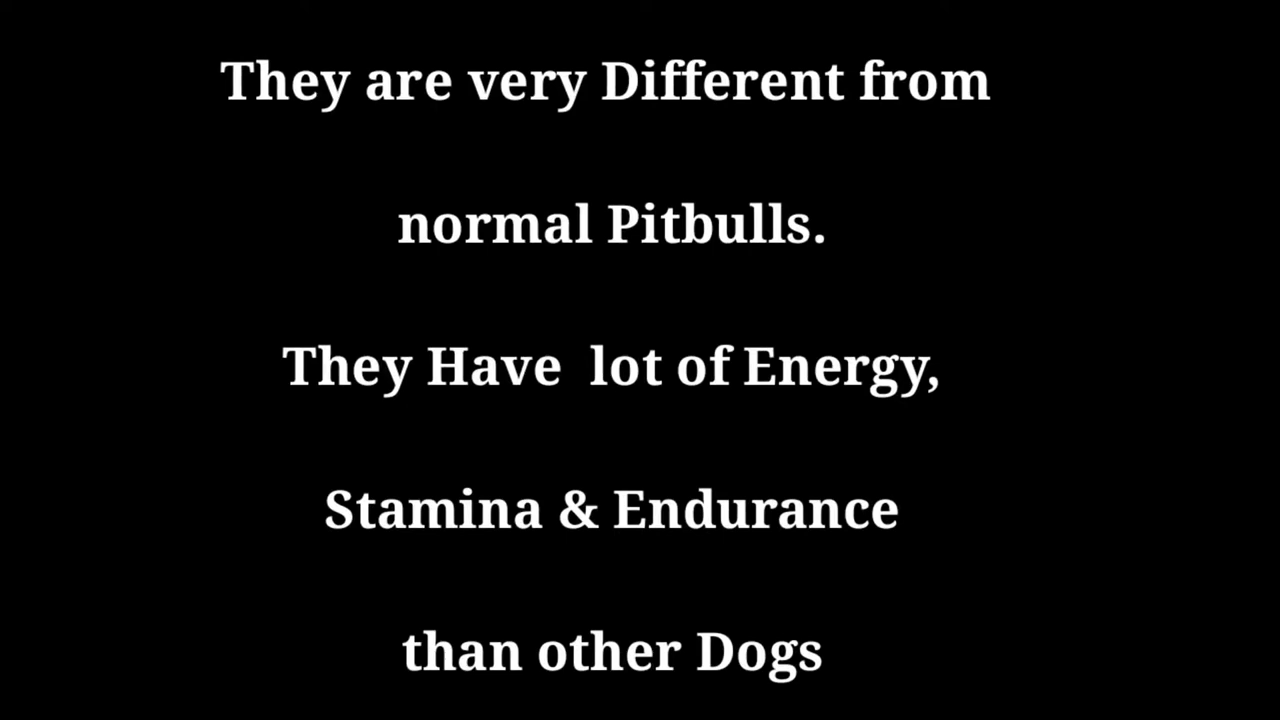 They are very Different from
normal Pitbulls.
They Have  lot of Energy,
Stamina & Endurance
than other Dogs